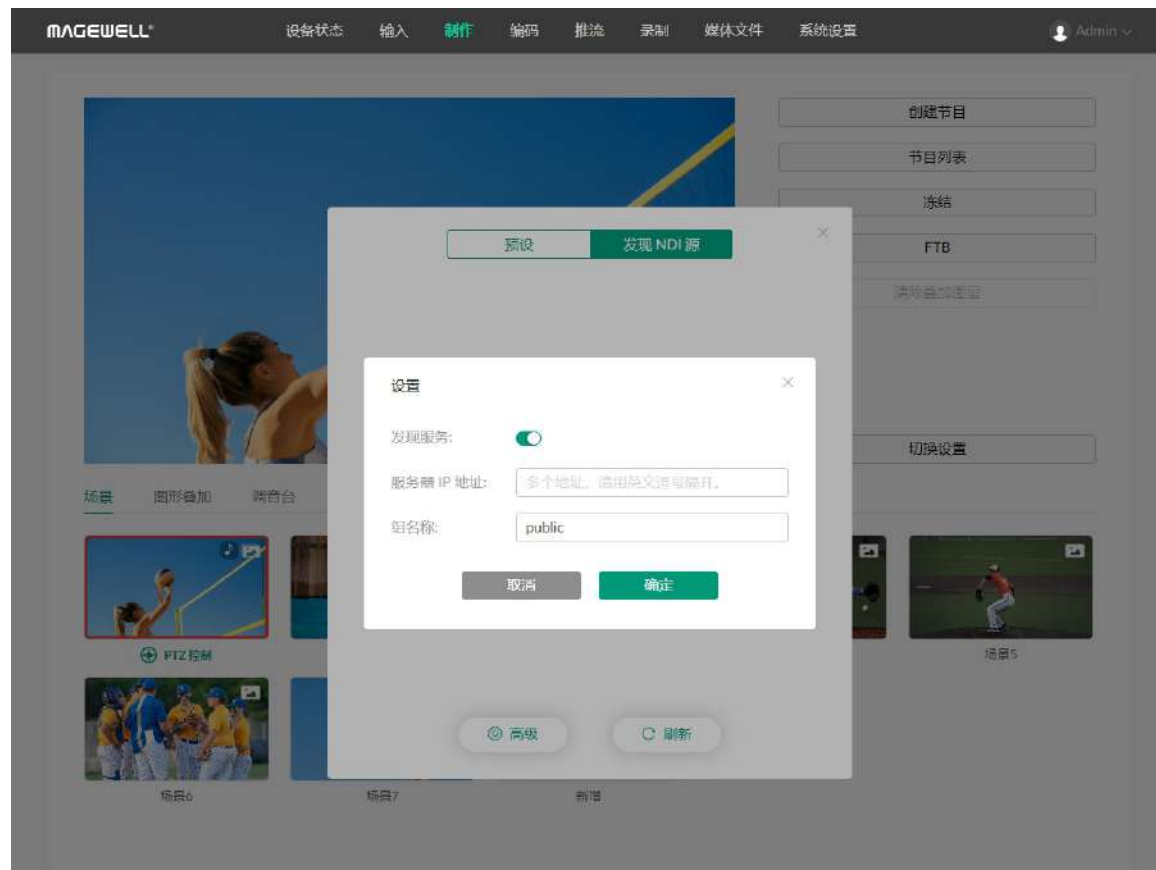 MAGEWELL®
设备状态 输入 制作 编码 推流 录制 媒体文件 系统设置 Admin
创建节目
节目列表
冻结
预设 发现 NDI 源
FTB
清除叠加图层
设置
发现服务:
切换设置
服务器 IP 地址: 多个地址,请用英文逗号隔开。
场景 图形叠加 调音台
组名称: public
取消 确定
PTZ 控制 场景5
高级 刷新
场景6 场景7 新增